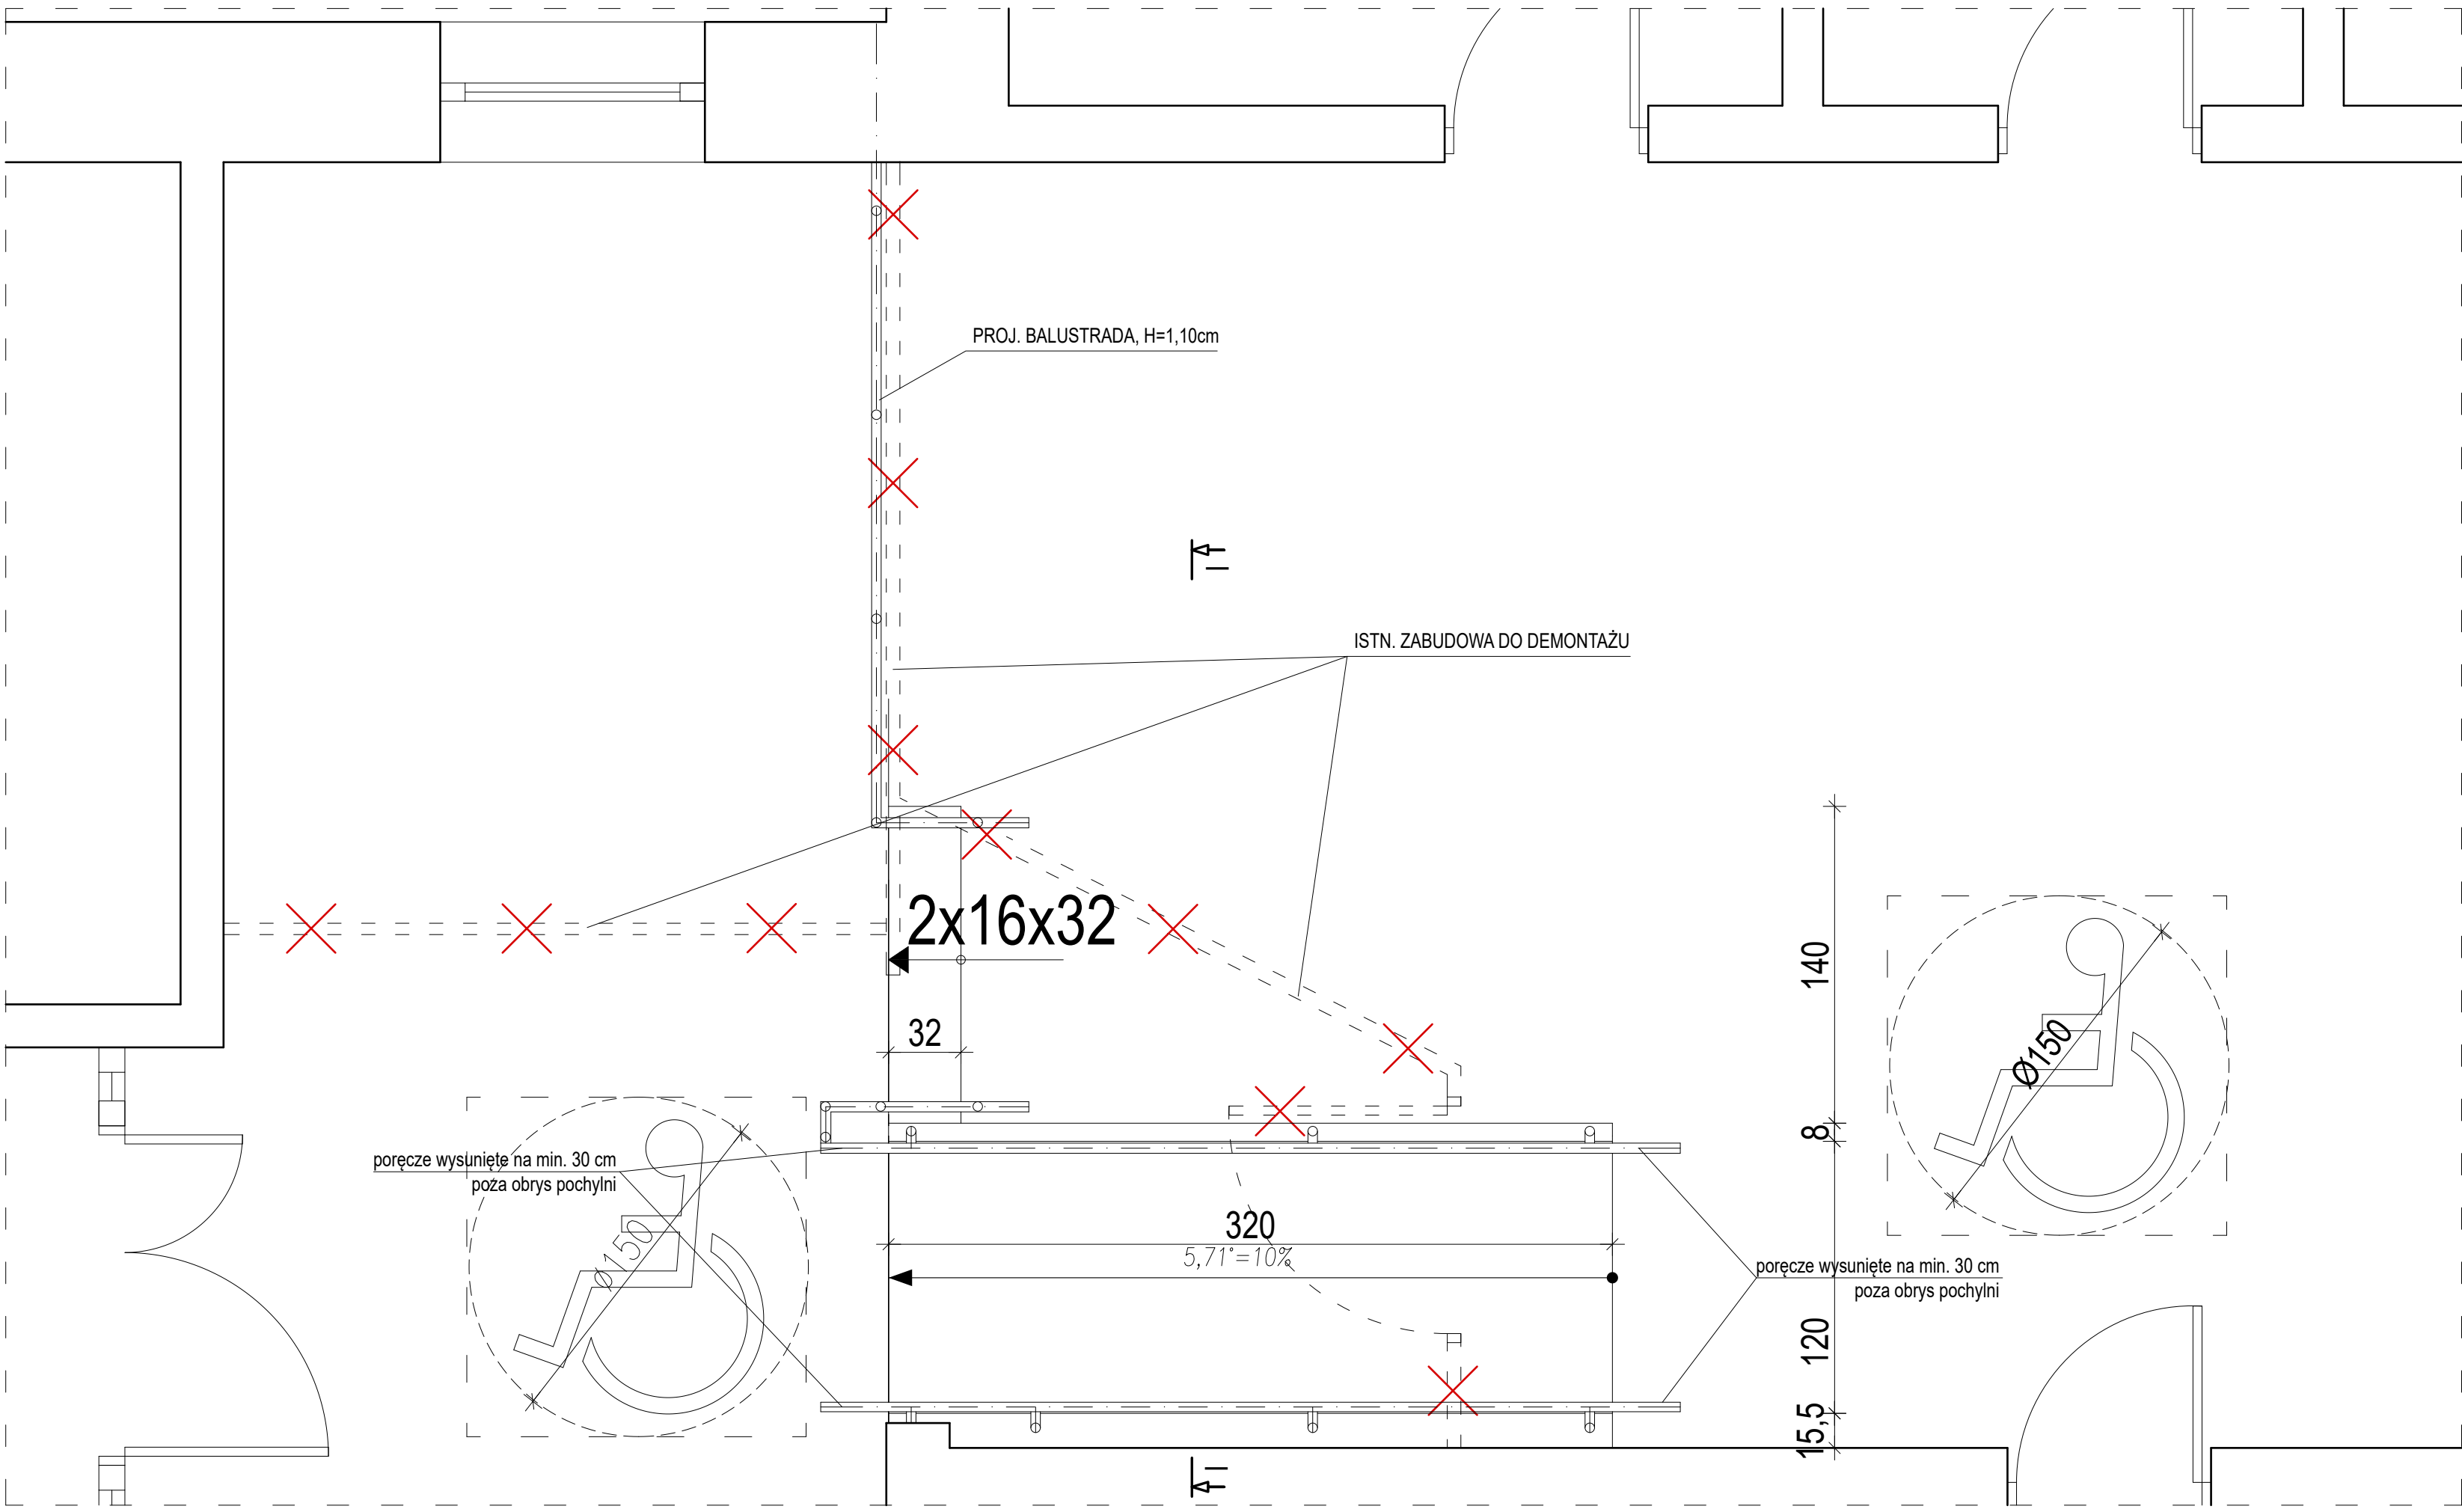 PROJ. BALUSTRADA, H=1,10cm
I
ISTN. ZABUDOWA DO DEMONTAŻU
2x16x32
140
32
Ø150
8
poręcze wysunięte na min. 30 cm
poza obrys pochylni
Ø150
320
5,71°=10%
poręcze wysunięte na min. 30 cm
poza obrys pochylni
120
15,5
I